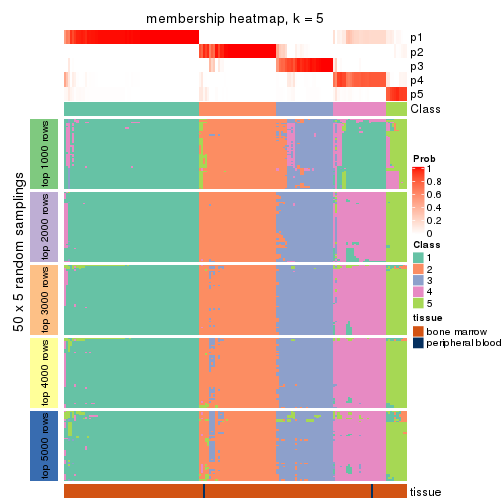 membership heatmap, k = 5
p1
p2
p3
p4
p5
Class
50 x 5 random samplings
top 1000 rows
top 2000 rows
top 3000 rows
top 4000 rows
top 5000 rows
Prob
1
0.8
0.6
0.4
0.2
0
Class
1
2
3
4
5
tissue
bone marrow
peripheral blood
tissue